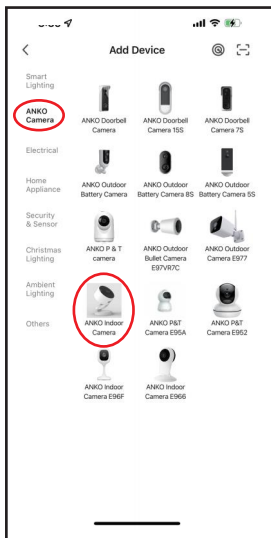 Add Device
Smart
Lighting
ANKO
Camera
Electrical
Home
Appliance
Security
& Sensor
Christmas
Lighting
Ambient
Lighting
Others
ANKO Doorbell
Camera
ANKO Doorbell
Camera 15S
ANKO Doorbell
Camera 7S
ANKO Outdoor
Battery Camera
ANKO Outdoor
Battery Camera 8S
ANKO Outdoor
Battery Camera 5S
ANKO P & T
camera
ANKO Outdoor
Bullet Camera
E97VR7C
ANKO Outdoor
Camera E977
ANKO Indoor
Camera
ANKO P&T
Camera E95A
ANKO P&T
Camera E952
ANKO Indoor
Camera E96F
ANKO Indoor
Camera E966